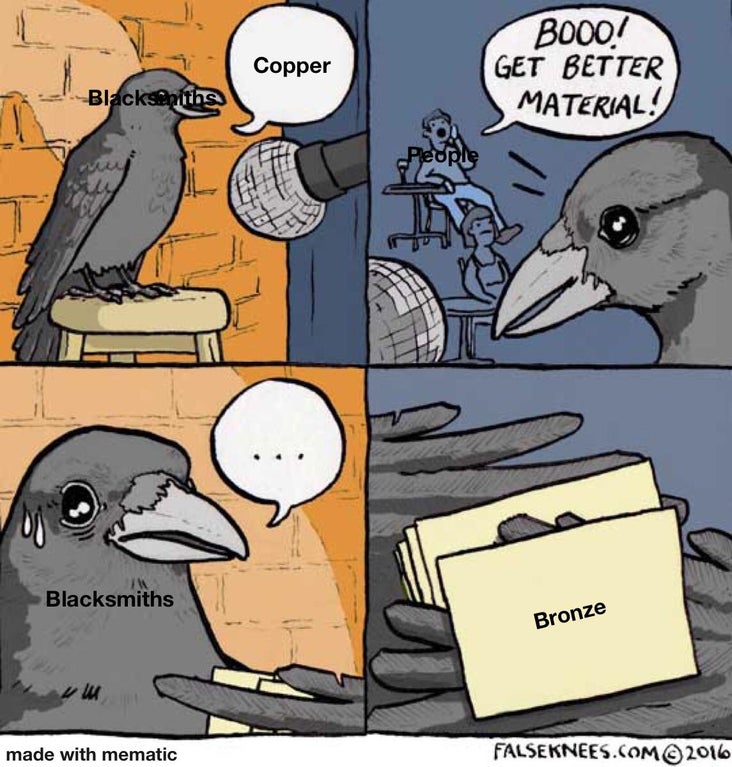 Blacksmiths
Copper
BOOO!
GET BETTER
MATERIAL!
People
...
Blacksmiths
Bronze
made with mematic
FALSEKNEES.COM©2016